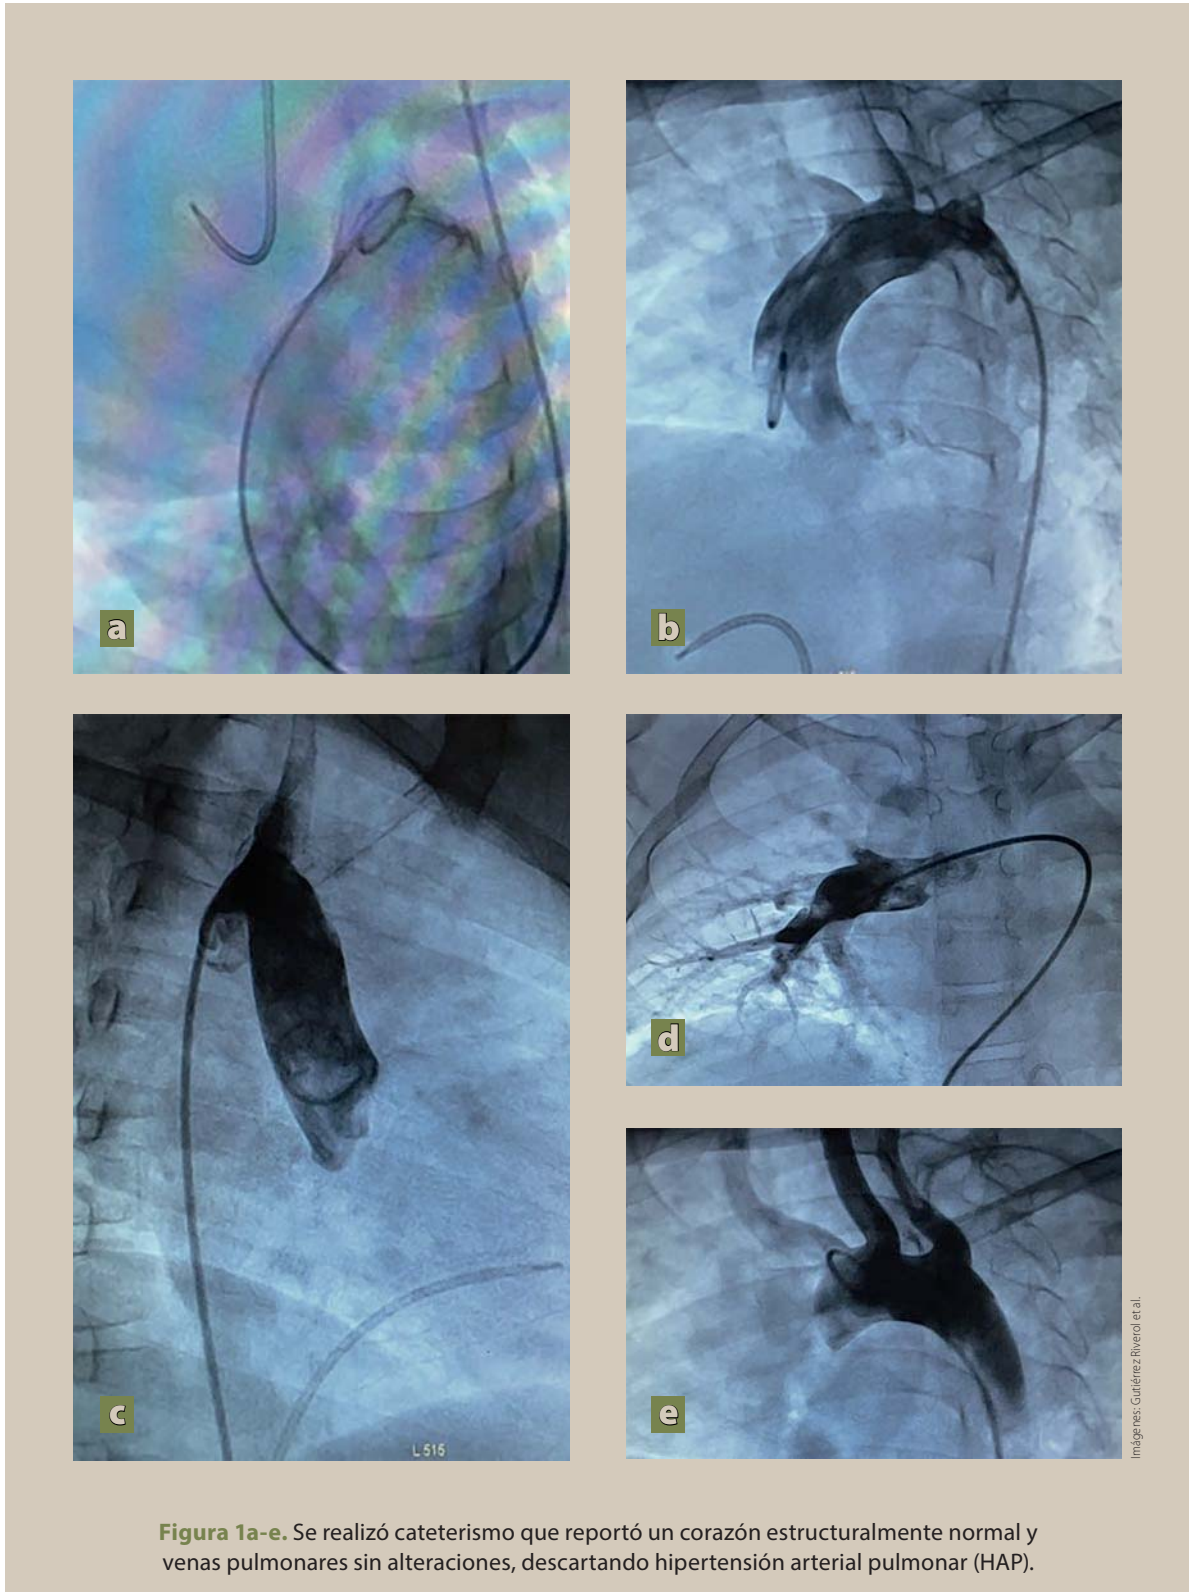 a
b
c
L 515
d
e
Imágenes: Gutiérrez Riverol et al.
Figura 1a-e. Se realizó cateterismo que reportó un corazón estructuralmente normal y
venas pulmonares sin alteraciones, descartando hipertensión arterial pulmonar (HAP).